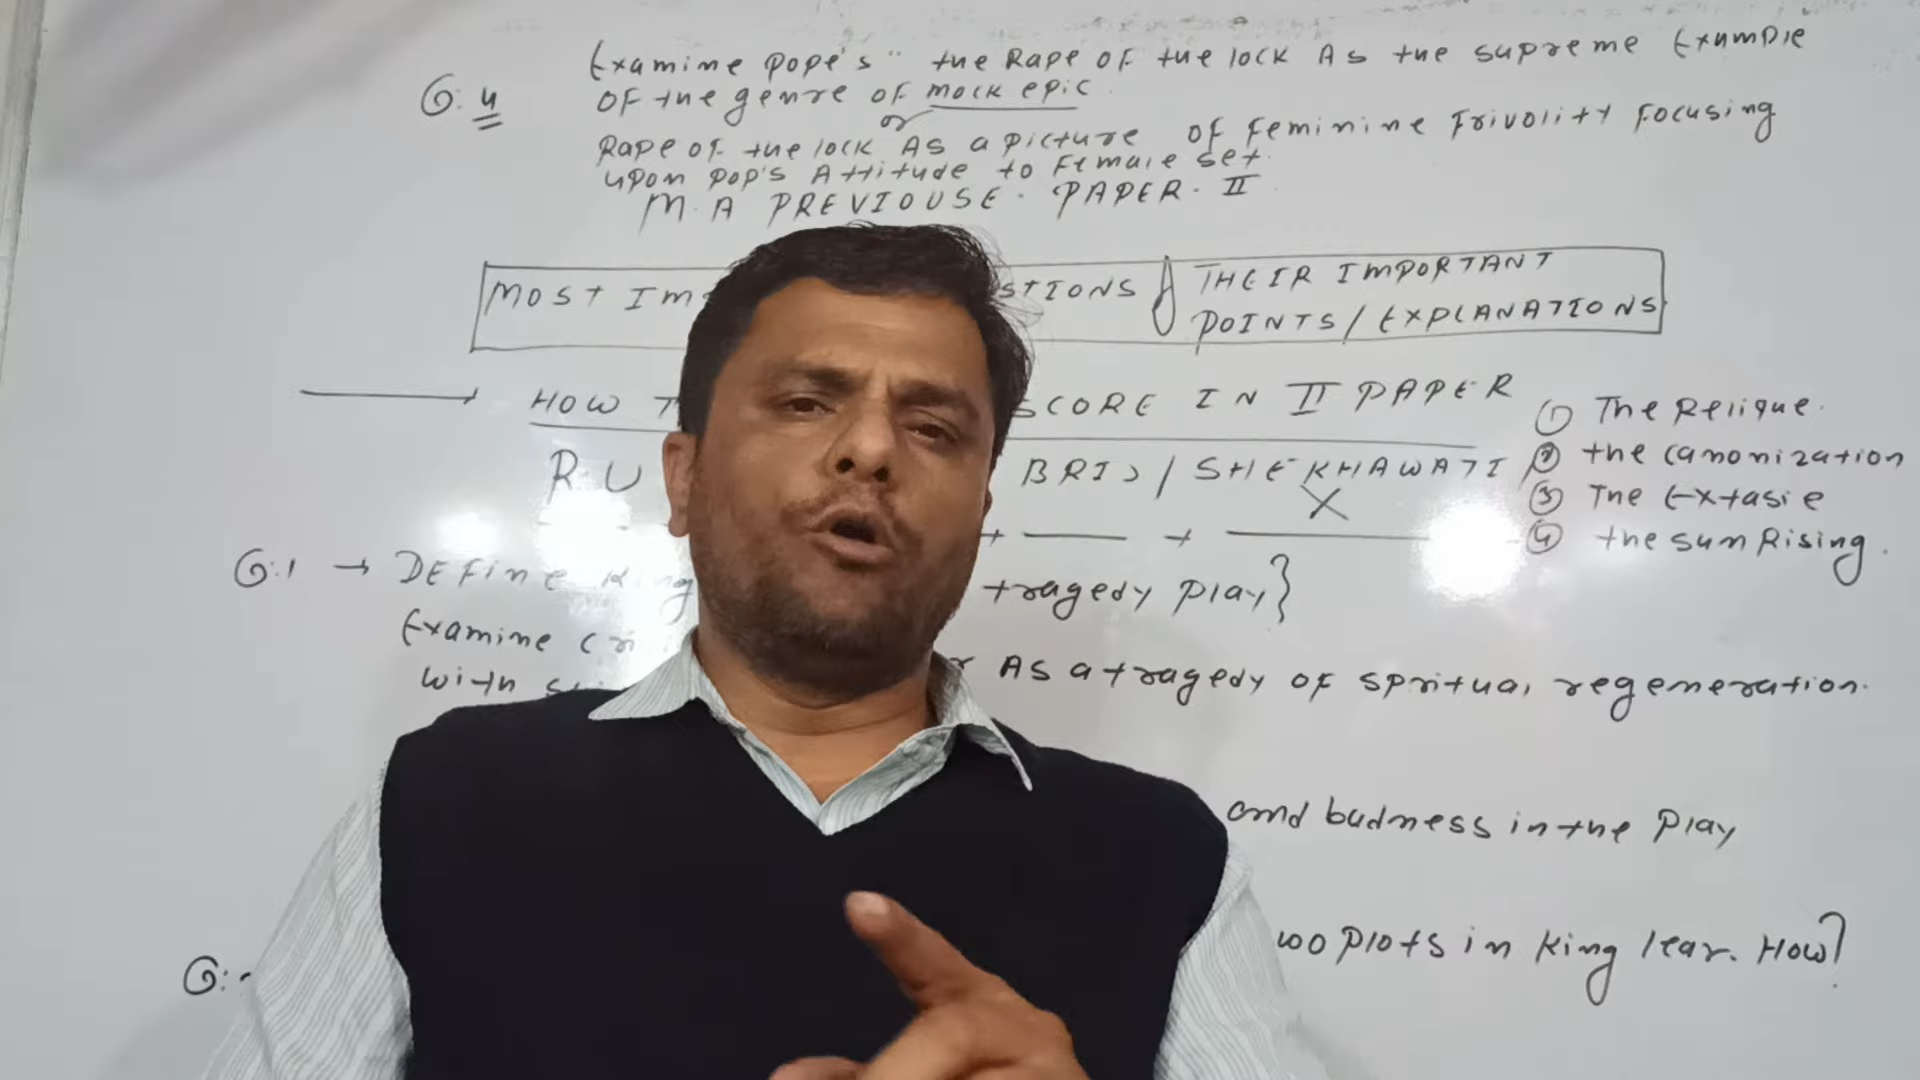 Q: 4
Examine pope's " the Rape of the lock As the supreme Example
of the genre of mock epic.
or
Rape of the lock As a picture of Feminine Frivolity Focusing
upon pop's Attitude to Female set.
M.A PREVIOUSE. PAPER. II
MOST IM STIONS & THEIR IMPORTANT
POINTS/EXPLANATIONS
HOW T SCORE IN II PAPER
R.U BRIJ / SHEKHAWATI
X
① The Relique.
② the canonization
③ The Extasie
④ the sun Rising.
+ — +
Q:1 → DEFine King tragedy play}
Examine cri
with As a tragedy of Spritual regeneration.
and badness in the play
Q: woo plots in king lear. How?